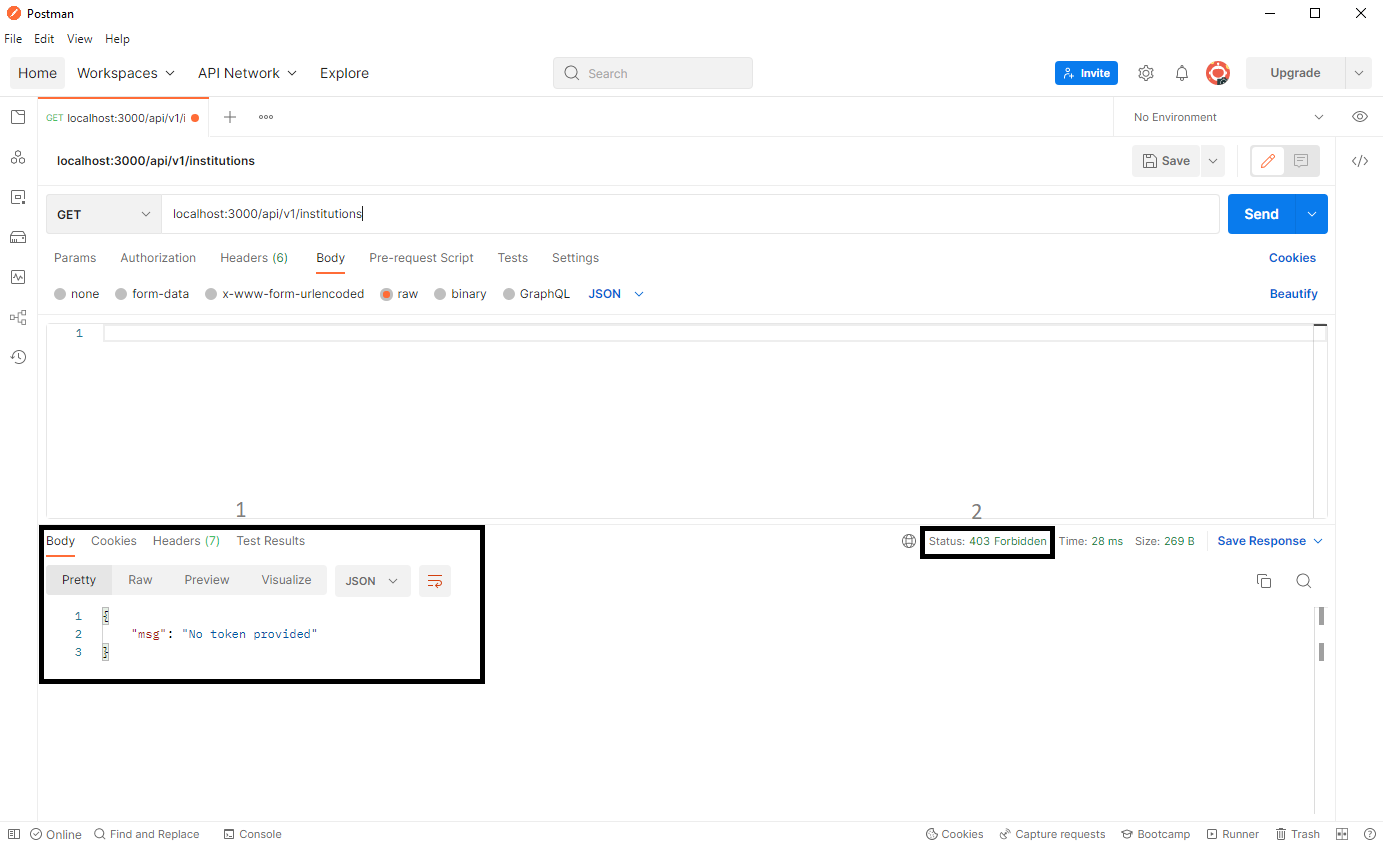 Postman
File Edit View Help
Home Workspaces API Network Explore Search Invite Upgrade
GET localhost:3000/api/v1/i No Environment
localhost:3000/api/v1/institutions Save
GET localhost:3000/api/v1/institutions Send
Params Authorization Headers (6) Body Pre-request Script Tests Settings Cookies
none form-data x-www-form-urlencoded raw binary GraphQL JSON Beautify
1
1 2
Body Cookies Headers (7) Test Results Status: 403 Forbidden Time: 28 ms Size: 269 B Save Response
Pretty Raw Preview Visualize JSON
1 {
2 "msg": "No token provided"
3 }
Online Find and Replace Console Cookies Capture requests Bootcamp Runner Trash